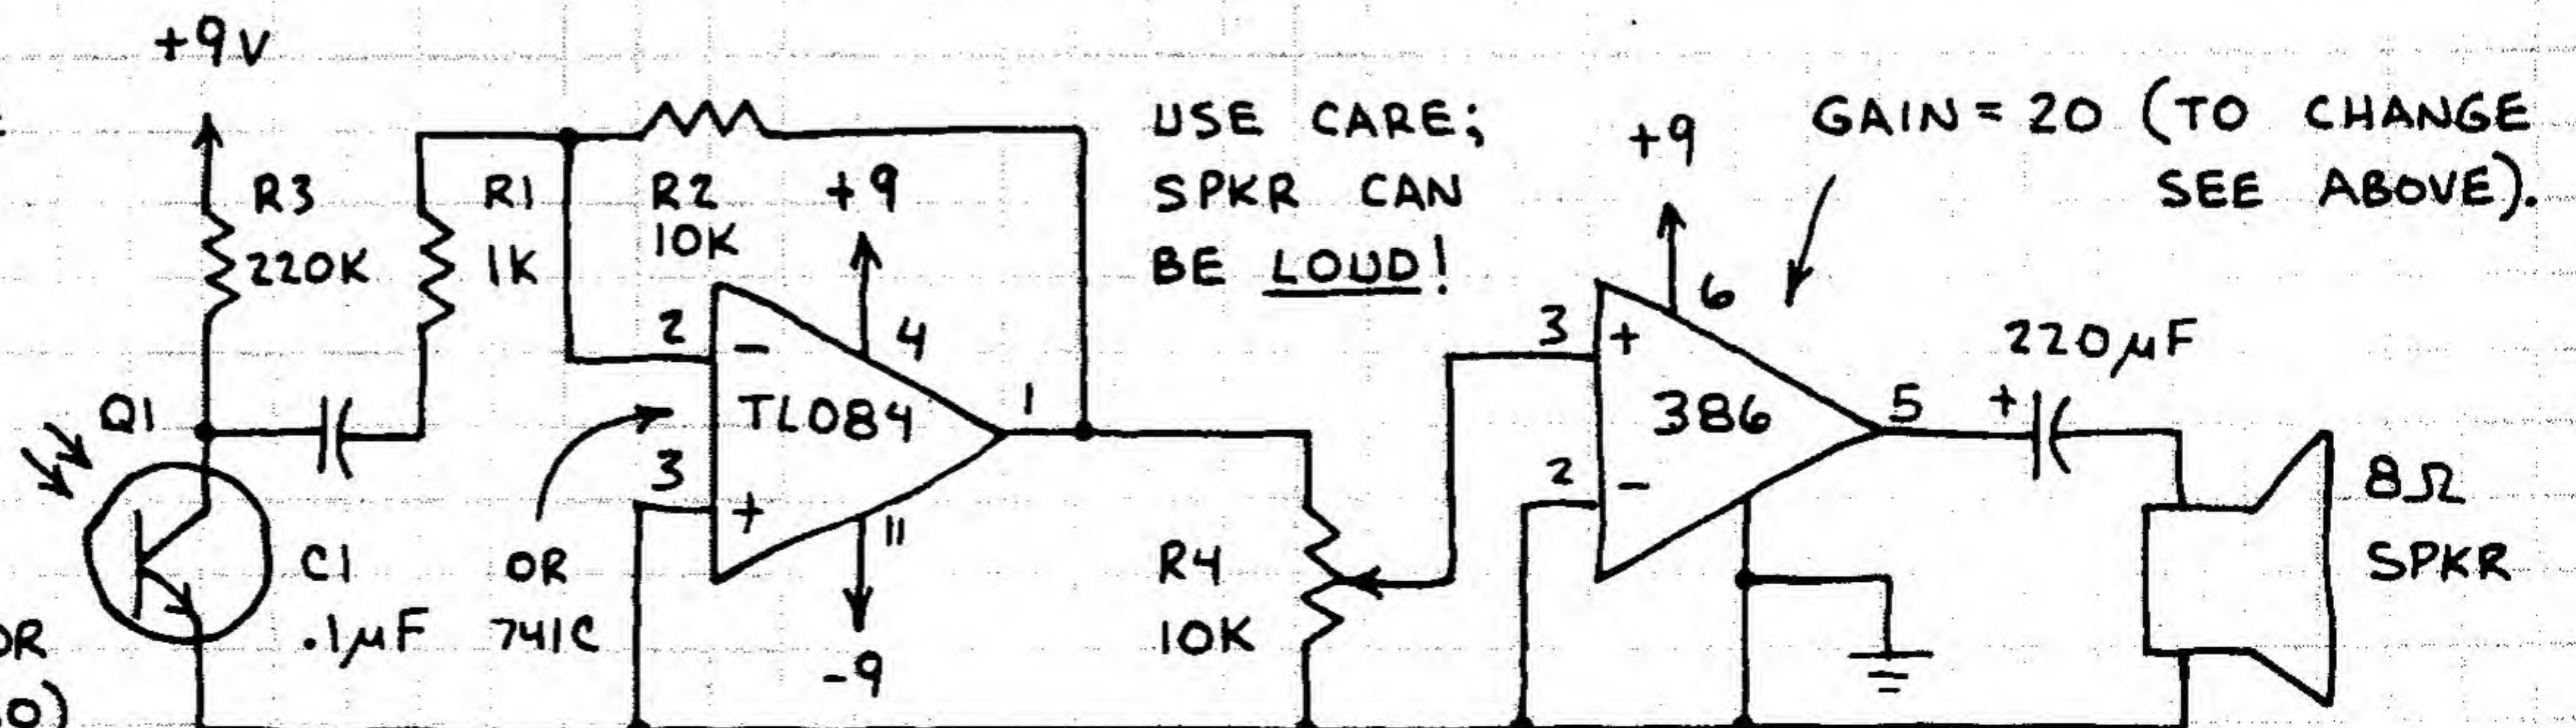 +9V
R3
220K
R1
1K
R2
10K
+9
USE CARE;
SPKR CAN
BE LOUD!
+9
GAIN = 20 (TO CHANGE
SEE ABOVE).
2
-
4
TL084
1
3
+
11
-9
Q1
C1
.1µF
OR
741C
R4
10K
3
+
6
386
5
2
-
+
220µF
8Ω
SPKR
OR
0)